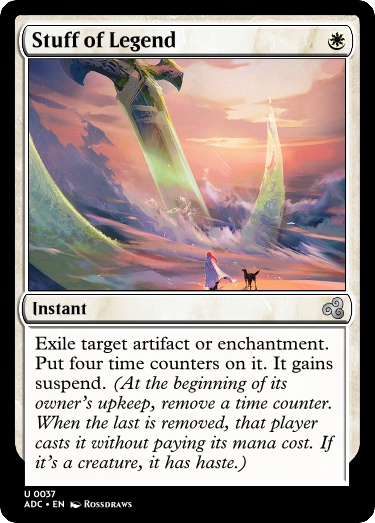 Stuff of Legend
Instant
Exile target artifact or enchantment.
Put four time counters on it. It gains
suspend. (At the beginning of its
owner's upkeep, remove a time counter.
When the last is removed, that player
casts it without paying its mana cost. If
it's a creature, it has haste.)
U 0037
ADC • EN Rossdraws